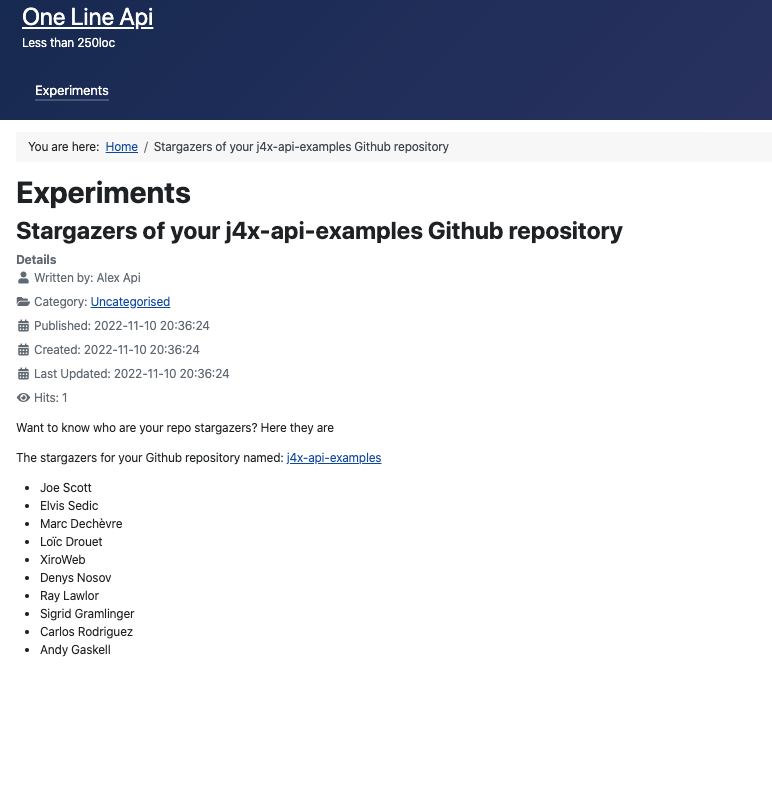 One Line Api
Less than 250loc
Experiments
You are here: Home / Stargazers of your j4x-api-examples Github repository
Experiments
Stargazers of your j4x-api-examples Github repository
Details
Written by: Alex Api
Category: Uncategorised
Published: 2022-11-10 20:36:24
Created: 2022-11-10 20:36:24
Last Updated: 2022-11-10 20:36:24
Hits: 1
Want to know who are your repo stargazers? Here they are
The stargazers for your Github repository named: j4x-api-examples
Joe Scott
Elvis Sedic
Marc Dechèvre
Loïc Drouet
XiroWeb
Denys Nosov
Ray Lawlor
Sigrid Gramlinger
Carlos Rodriguez
Andy Gaskell